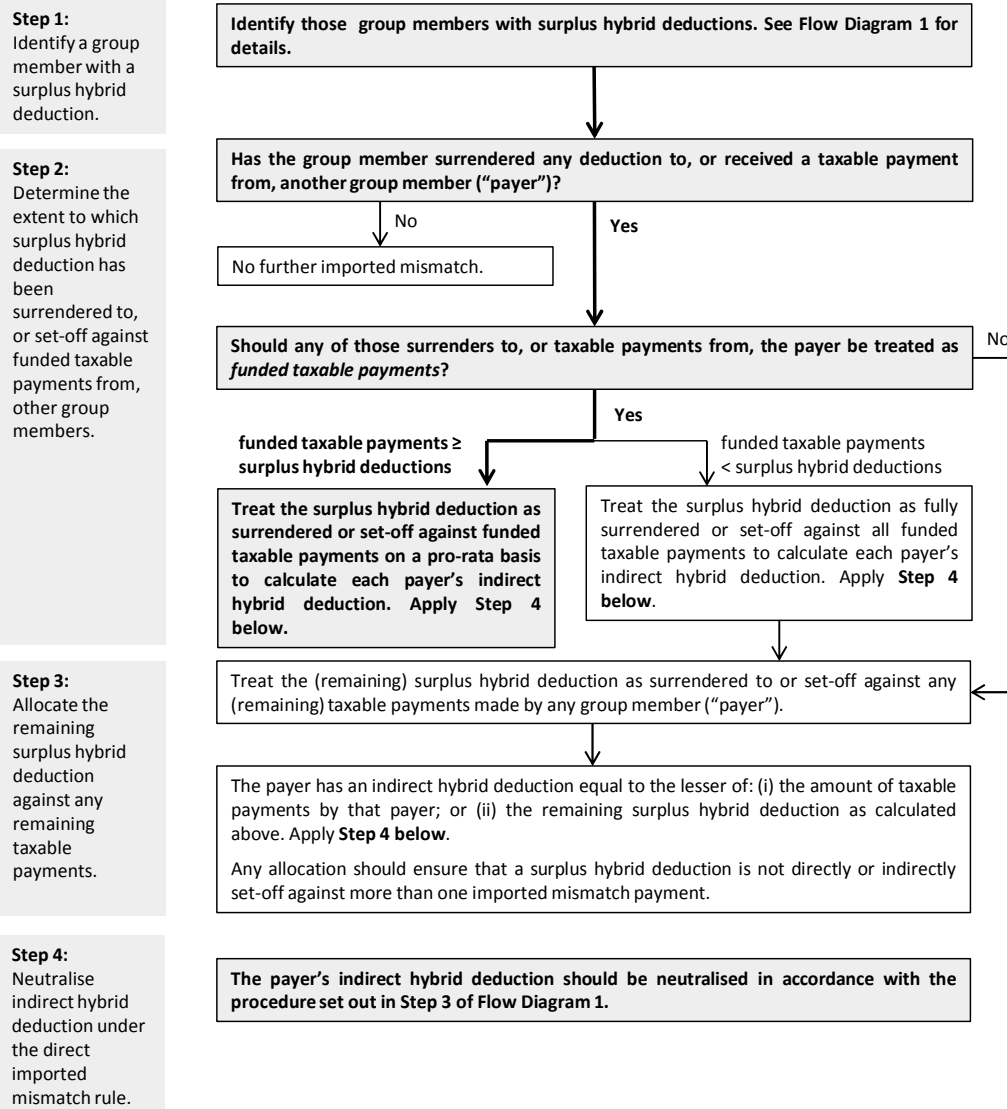 Step 1:
Identify a group
member with a
surplus hybrid
deduction.
Identify those group members with surplus hybrid deductions. See Flow Diagram 1 for
details.
Step 2:
Determine the
extent to which
surplus hybrid
deduction has
been
surrendered to,
or set-off against
funded taxable
payments from,
other group
members.
Has the group member surrendered any deduction to, or received a taxable payment
from, another group member (“payer”)?
No
Yes
No further imported mismatch.
Should any of those surrenders to, or taxable payments from, the payer be treated as
funded taxable payments?
No
Yes
funded taxable payments ≥
surplus hybrid deductions
funded taxable payments
< surplus hybrid deductions
Treat the surplus hybrid deduction as
surrendered or set-off against funded
taxable payments on a pro-rata basis
to calculate each payer’s indirect
hybrid deduction. Apply Step 4
below.
Treat the surplus hybrid deduction as fully
surrendered or set-off against all funded
taxable payments to calculate each payer’s
indirect hybrid deduction. Apply Step 4
below.
Step 3:
Allocate the
remaining
surplus hybrid
deduction
against any
remaining
taxable
payments.
Treat the (remaining) surplus hybrid deduction as surrendered to or set-off against any
(remaining) taxable payments made by any group member (“payer”).
The payer has an indirect hybrid deduction equal to the lesser of: (i) the amount of taxable
payments by that payer; or (ii) the remaining surplus hybrid deduction as calculated
above. Apply Step 4 below.
Any allocation should ensure that a surplus hybrid deduction is not directly or indirectly
set-off against more than one imported mismatch payment.
Step 4:
Neutralise
indirect hybrid
deduction under
the direct
imported
mismatch rule.
The payer’s indirect hybrid deduction should be neutralised in accordance with the
procedure set out in Step 3 of Flow Diagram 1.